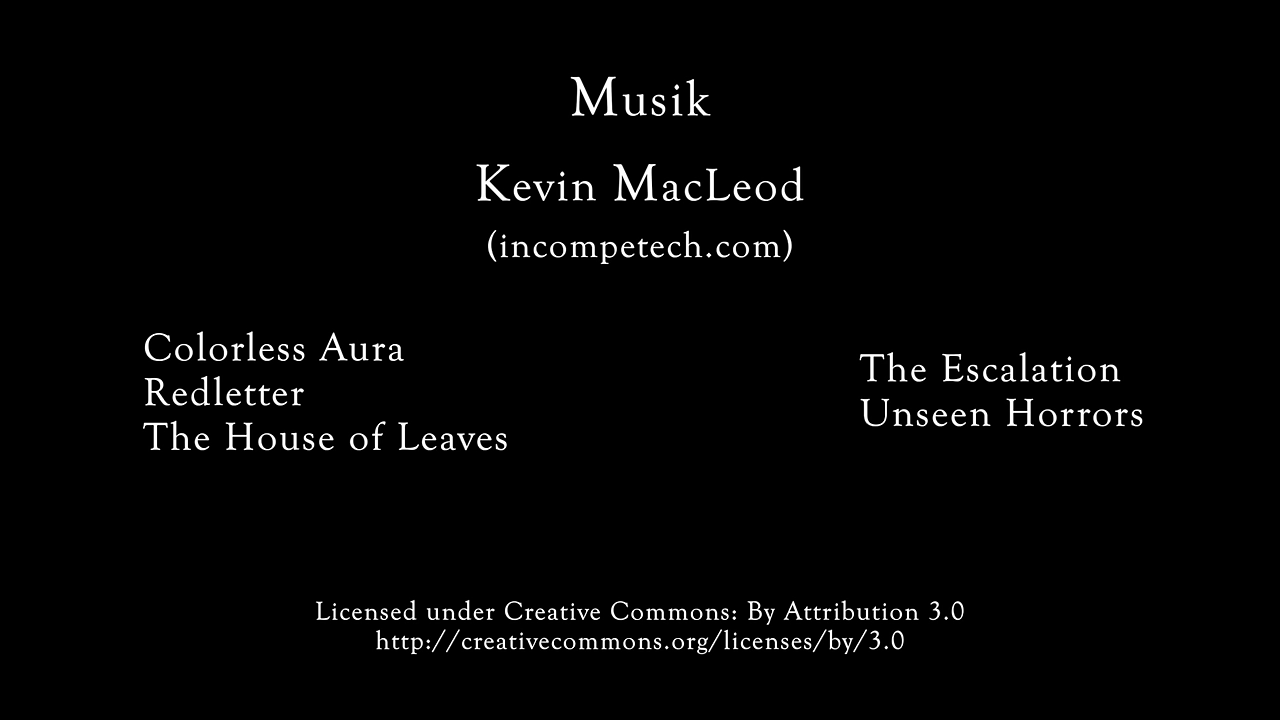 Musik
Kevin MacLeod
(incompetech.com)
Colorless Aura
Redletter
The House of Leaves
The Escalation
Unseen Horrors
Licensed under Creative Commons: By Attribution 3.0
http://creativecommons.org/licenses/by/3.0